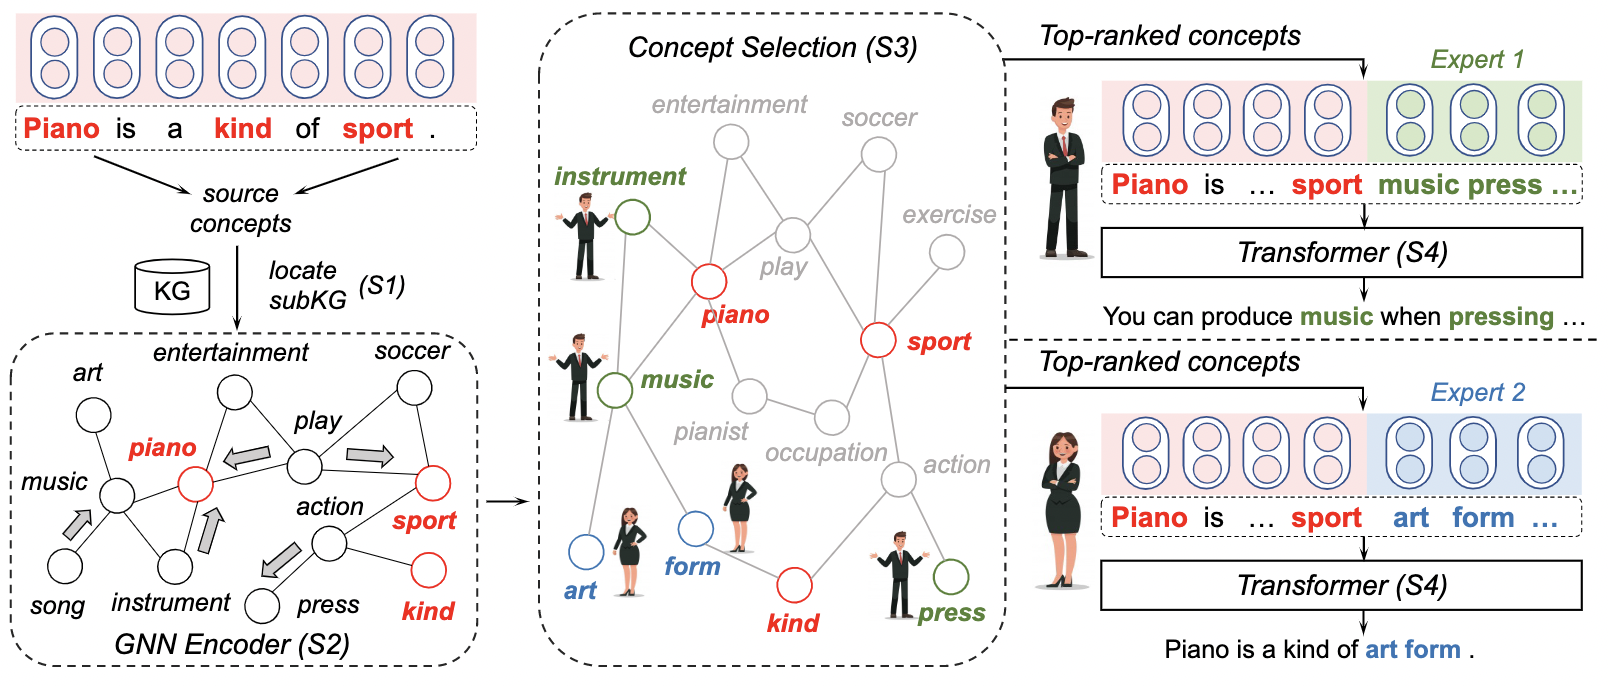 Piano is a kind of sport .
source
concepts
KG
locate
subKG
(S1)
entertainment
soccer
art
play
piano
music
action
sport
song
instrument
press
kind
GNN Encoder (S2)
Concept Selection (S3)
entertainment
soccer
instrument
exercise
play
piano
sport
music
pianist
occupation
action
form
art
kind
press
Top-ranked concepts
Expert 1
Piano is ... sport music press ...
Transformer (S4)
You can produce music when pressing ...
Top-ranked concepts
Expert 2
Piano is ... sport art form ...
Transformer (S4)
Piano is a kind of art form .